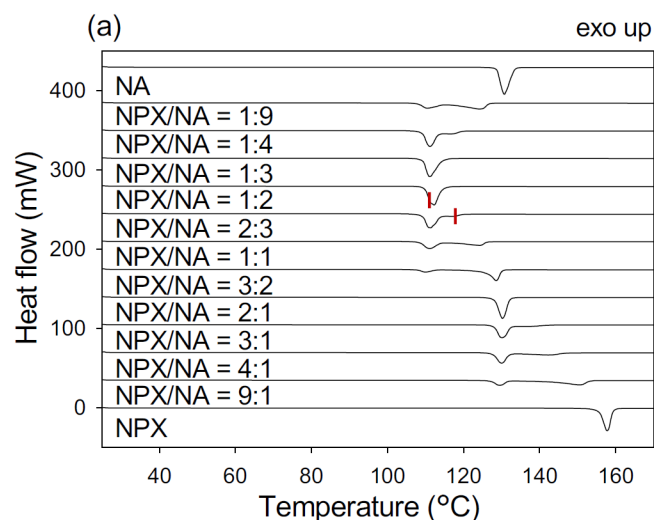 (a)
exo up
NA
NPX/NA = 1:9
NPX/NA = 1:4
NPX/NA = 1:3
NPX/NA = 1:2
NPX/NA = 2:3
NPX/NA = 1:1
NPX/NA = 3:2
NPX/NA = 2:1
NPX/NA = 3:1
NPX/NA = 4:1
NPX/NA = 9:1
NPX
400
300
200
100
0
Heat flow (mW)
40 60 80 100 120 140 160
Temperature (°C)